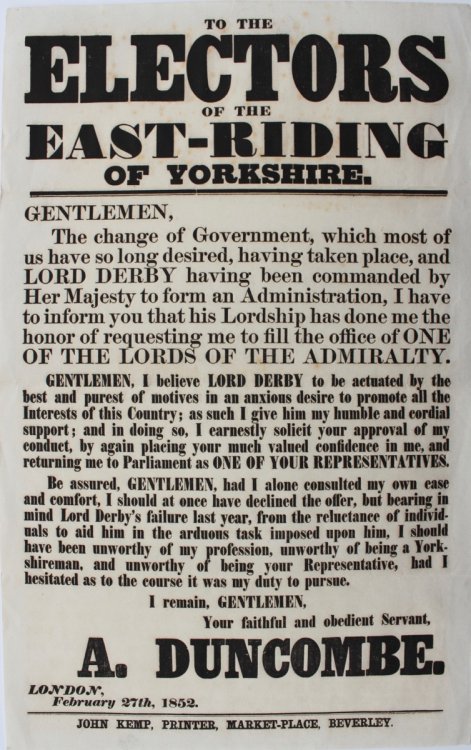 TO THE
ELECTORS
OF THE
EAST-RIDING
OF YORKSHIRE.
GENTLEMEN,
The change of Government, which most of
us have so long desired, having taken place, and
LORD DERBY having been commanded by
Her Majesty to form an Administration, I have
to inform you that his Lordship has done me the
honor of requesting me to fill the office of ONE
OF THE LORDS OF THE ADMIRALTY.
GENTLEMEN, I believe LORD DERBY to be actuated by the
best and purest of motives in an anxious desire to promote all the
Interests of this Country; as such I give him my humble and cordial
support; and in doing so, I earnestly solicit your approval of my
conduct, by again placing your much valued confidence in me, and
returning me to Parliament as ONE OF YOUR REPRESENTATIVES.
Be assured, GENTLEMEN, had I alone consulted my own ease
and comfort, I should at once have declined the offer, but bearing in
mind Lord Derby's failure last year, from the reluctance of individ-
uals to aid him in the arduous task imposed upon him, I should
have been unworthy of my profession, unworthy of being a York-
shireman, and unworthy of being your Representative, had I
hesitated as to the course it was my duty to pursue.
I remain, GENTLEMEN,
Your faithful and obedient Servant,
A. DUNCOMBE.
LONDON,
February 27th, 1852.
JOHN KEMP, PRINTER, MARKET-PLACE, BEVERLEY.